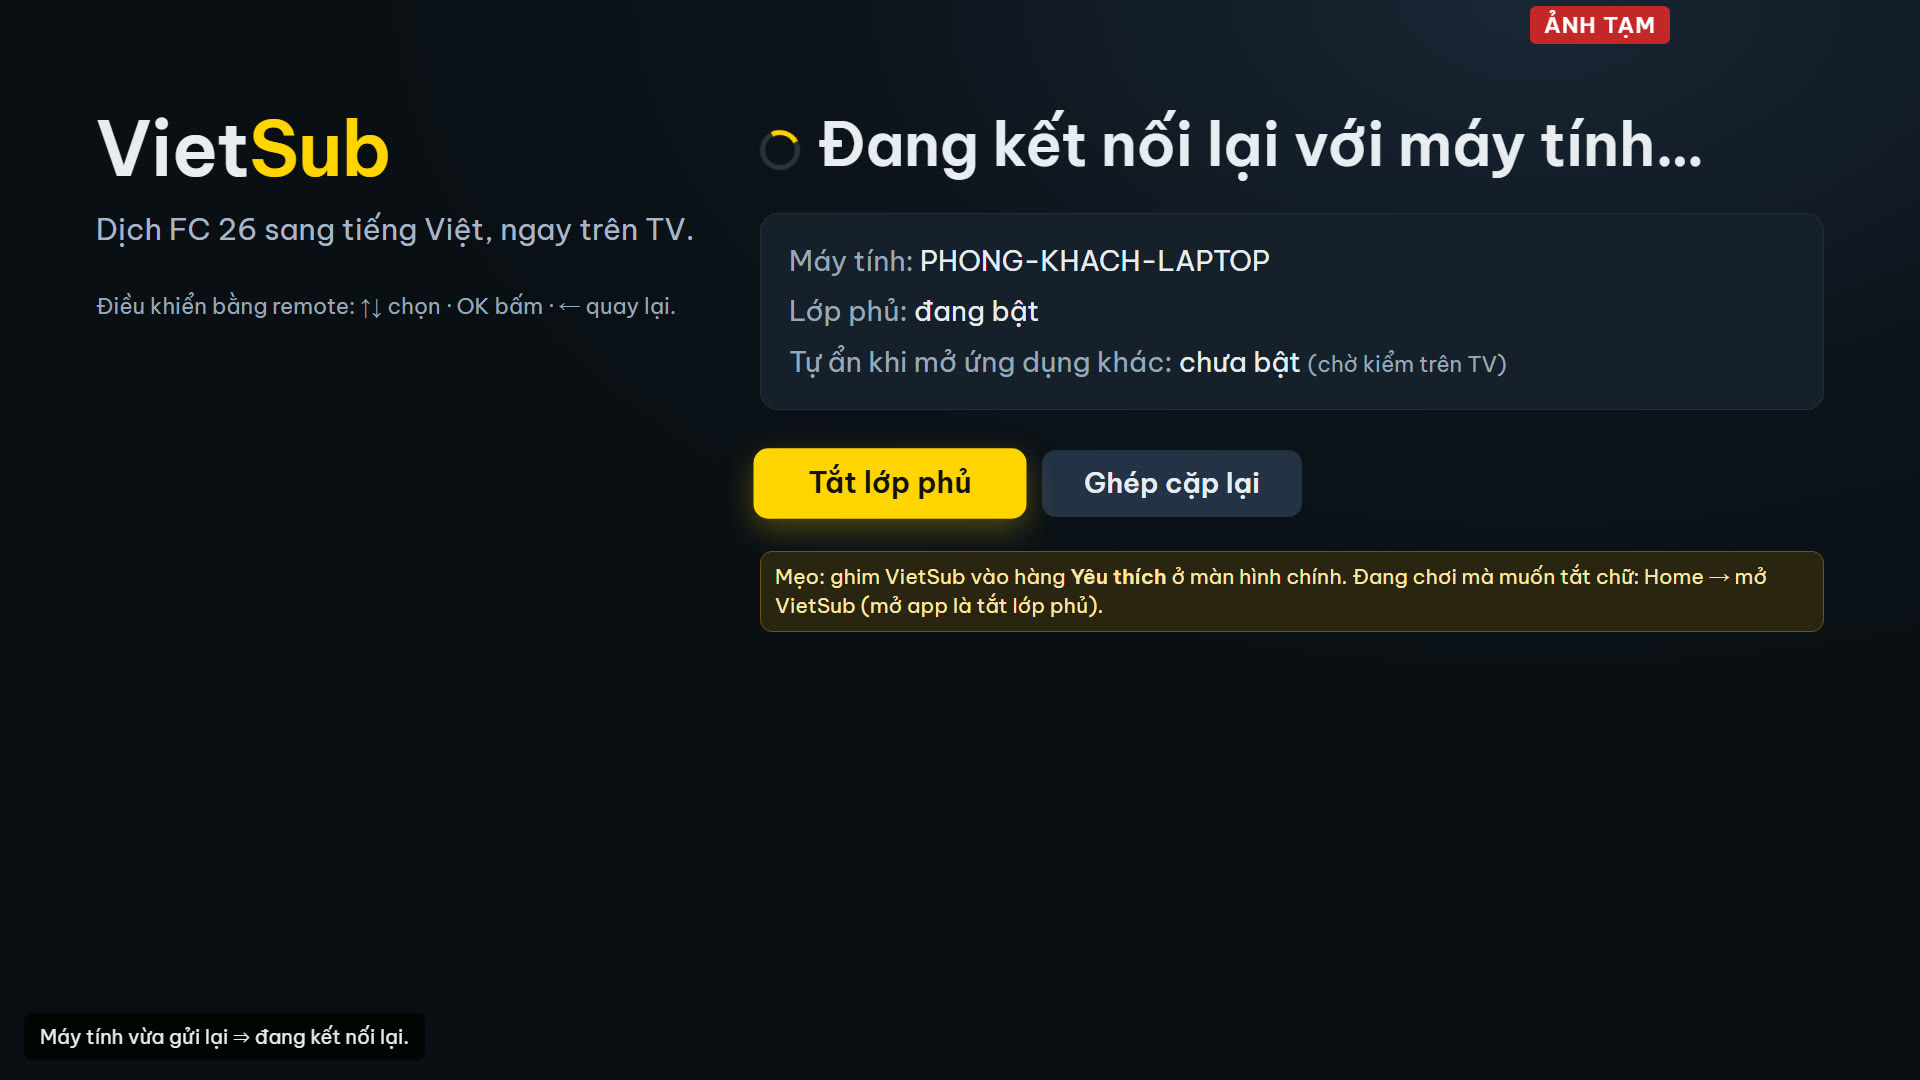 ẢNH TẠM
VietSub
Dịch FC 26 sang tiếng Việt, ngay trên TV.
Điều khiển bằng remote: ↑↓ chọn · OK bấm · ← quay lại.
Đang kết nối lại với máy tính...
Máy tính: PHONG-KHACH-LAPTOP
Lớp phủ: đang bật
Tự ẩn khi mở ứng dụng khác: chưa bật (chờ kiểm trên TV)
Tắt lớp phủ
Ghép cặp lại
Mẹo: ghim VietSub vào hàng Yêu thích ở màn hình chính. Đang chơi mà muốn tắt chữ: Home → mở
VietSub (mở app là tắt lớp phủ).
Máy tính vừa gửi lại ⇒ đang kết nối lại.